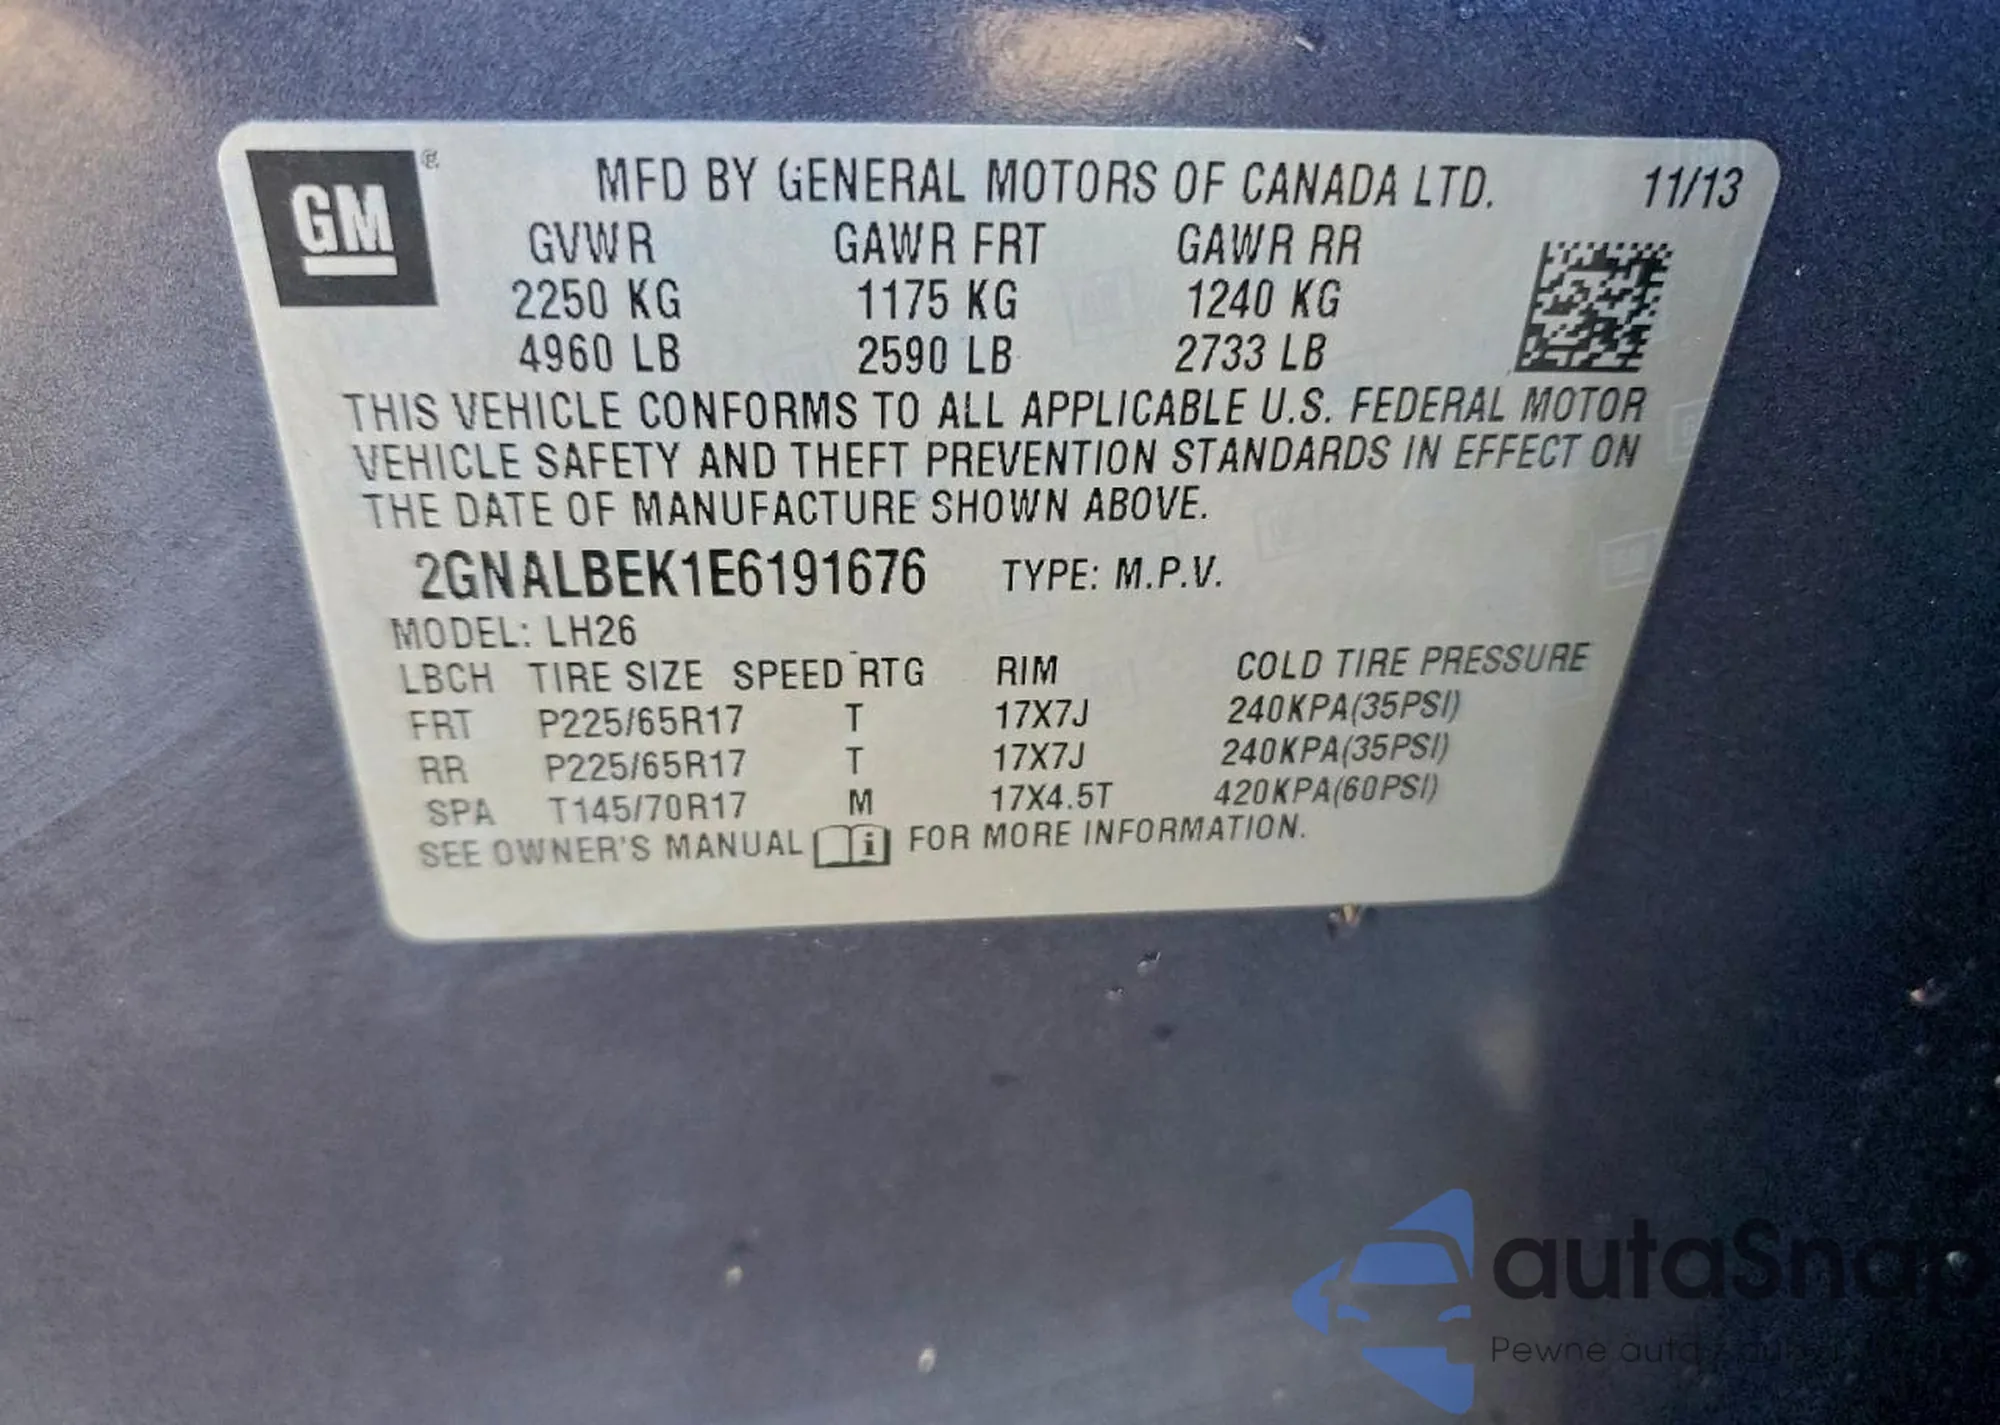 GM®
MFD BY GENERAL MOTORS OF CANADA LTD. 11/13
GVWR GAWR FRT GAWR RR
2250 KG 1175 KG 1240 KG
4960 LB 2590 LB 2733 LB
THIS VEHICLE CONFORMS TO ALL APPLICABLE U.S. FEDERAL MOTOR
VEHICLE SAFETY AND THEFT PREVENTION STANDARDS IN EFFECT ON
THE DATE OF MANUFACTURE SHOWN ABOVE.
2GNALBEK1E6191676 TYPE: M.P.V.
MODEL: LH26
LBCH TIRE SIZE SPEED RTG RIM COLD TIRE PRESSURE
FRT P225/65R17 T 17X7J 240KPA(35PSI)
RR P225/65R17 T 17X7J 240KPA(35PSI)
SPA T145/70R17 M 17X4.5T 420KPA(60PSI)
SEE OWNER'S MANUAL i FOR MORE INFORMATION.
autaSnap
Pewne auta